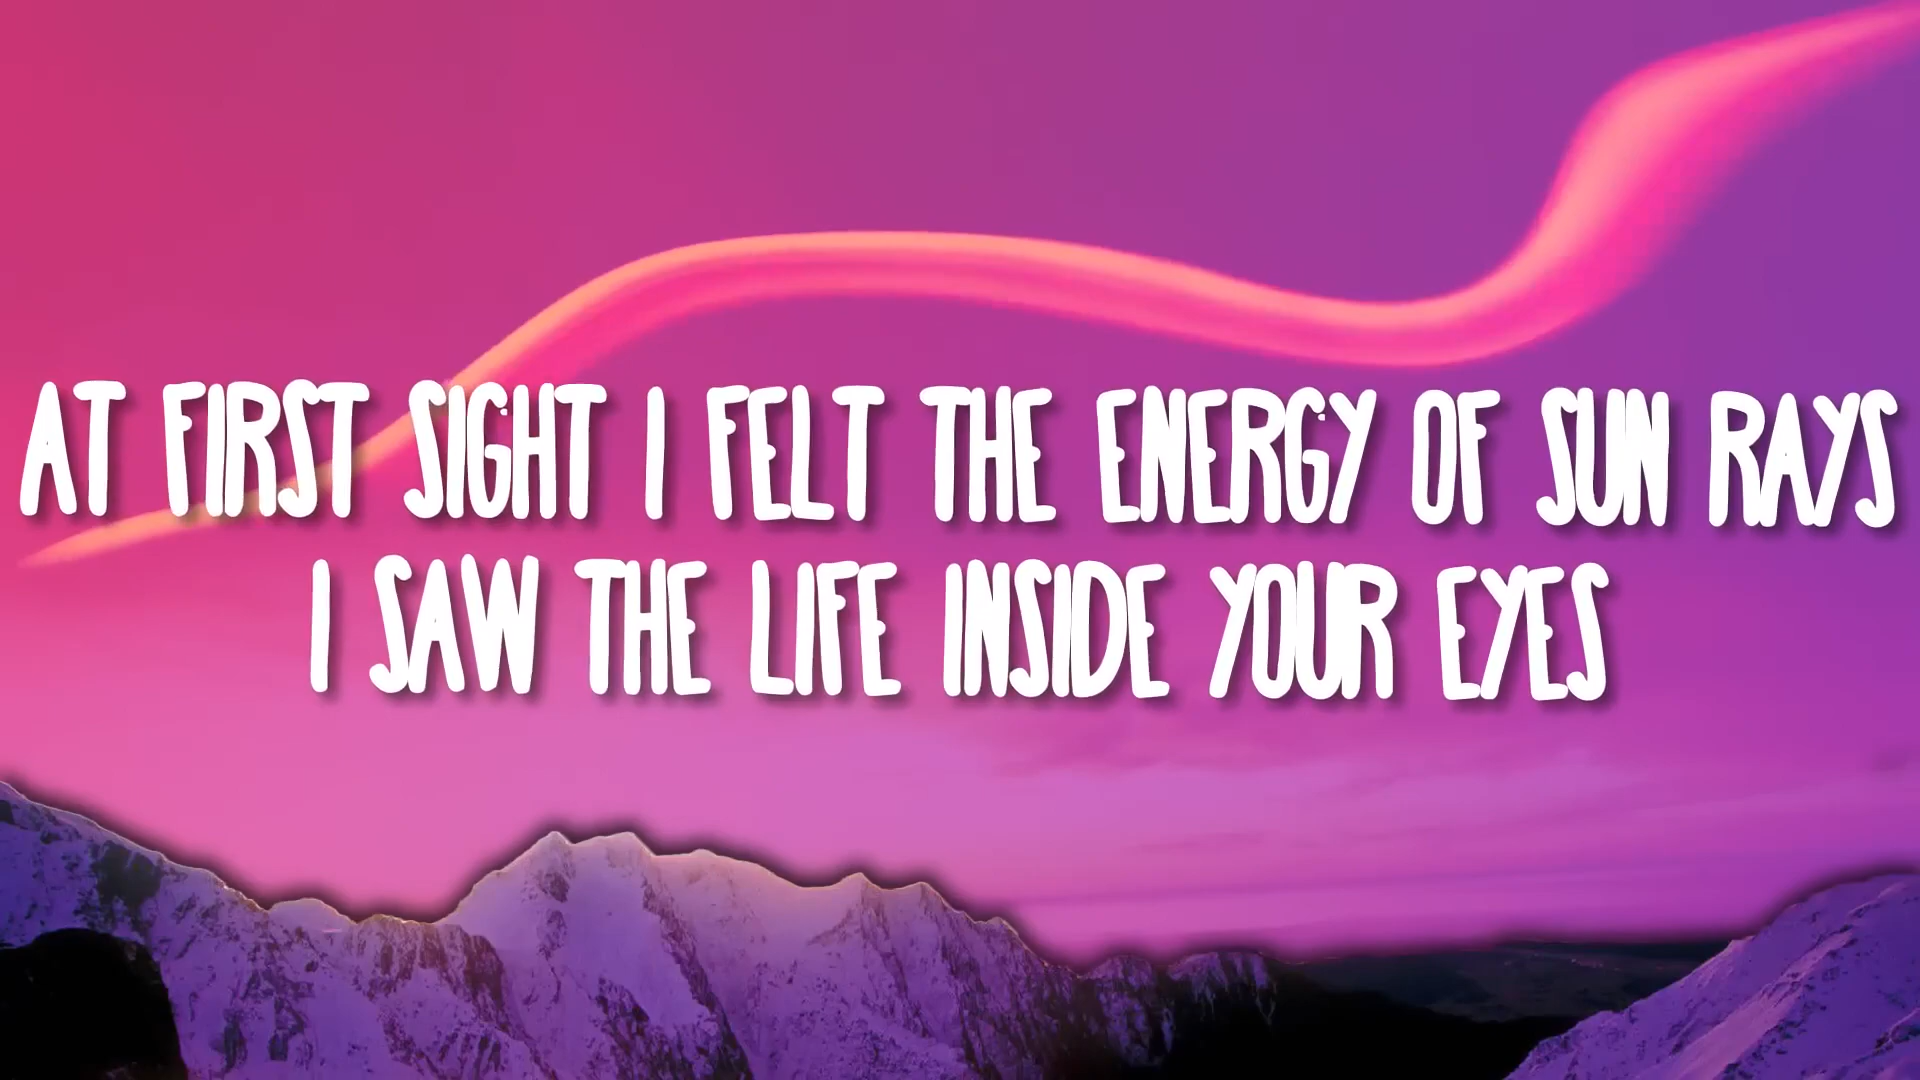 AT FIRST SIGHT I FELT THE ENERGY OF SUN RAYS
I SAW THE LIFE INSIDE YOUR EYES